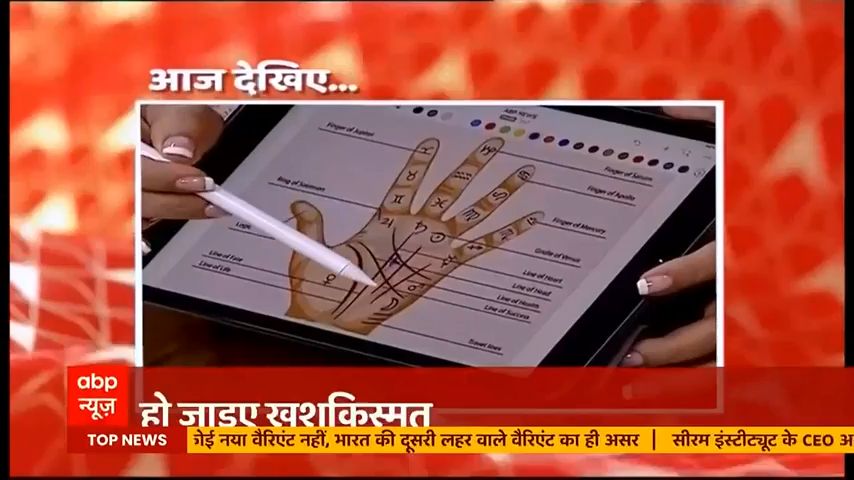 आज देखिए...
ABP NEWS
Finger of Jupiter
Finger of Saturn
Finger of Apollo
Ring of Solomon
Finger of Mercury
Girdle of Venus
Line of Heart
Line of Head
Line of Fate
Line of Health
Line of Life
Line of Success
Travel lines
abp
न्यूज़
हो जाइए खुशकिस्मत
TOP NEWS
कोई नया वैरिएंट नहीं, भारत की दूसरी लहर वाले वैरिएंट का ही असर | सीरम इंस्टीट्यूट के CEO